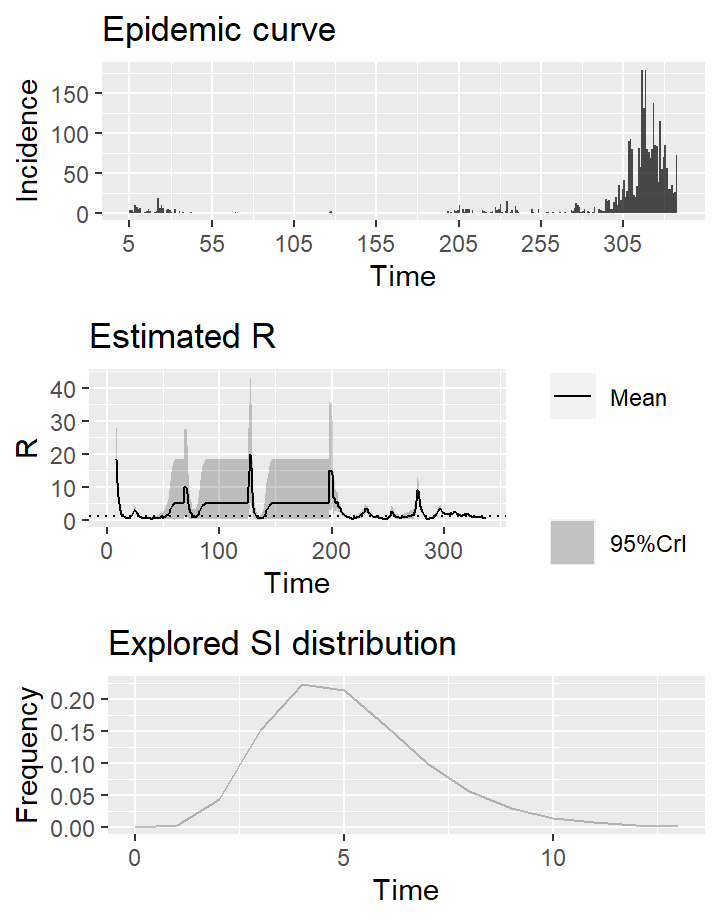 Epidemic curve
Incidence
150
100
50
0
5 55 105 155 205 255 305
Time
Estimated R
R
40
30
20
10
0
0 100 200 300
Time
Mean
95%CrI
Explored SI distribution
Frequency
0.20
0.15
0.10
0.05
0.00
0 5 10
Time